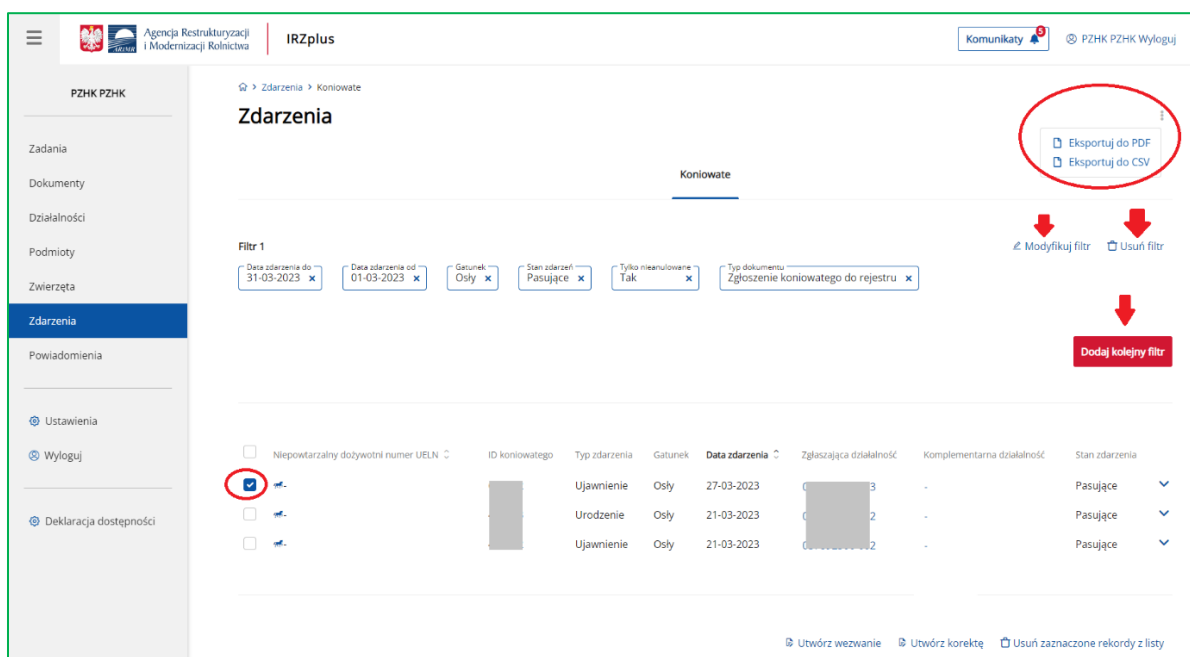 Agencja Restrukturyzacji
i Modernizacji Rolnictwa
ARiMR
IRZplus
Komunikaty 5
PZHK PZHK Wyloguj
PZHK PZHK
Zadania
Dokumenty
Działalności
Podmioty
Zwierzęta
Zdarzenia
Powiadomienia
Ustawienia
Wyloguj
Deklaracja dostępności
> Zdarzenia > Koniowate
Zdarzenia
Eksportuj do PDF
Eksportuj do CSV
Koniowate
Filtr 1
Modyfikuj filtr Usuń filtr
Data zdarzenia do Data zdarzenia od Gatunek Stan zdarzeń Tylko nieanulowane Typ dokumentu
31-03-2023 × 01-03-2023 × Osły × Pasujące × Tak × Zgłoszenie koniowatego do rejestru ×
Dodaj kolejny filtr
Niepowtarzalny dożywotni numer UELN ID koniowatego Typ zdarzenia Gatunek Data zdarzenia Zgłaszająca działalność Komplementarna działalność Stan zdarzenia
- Ujawnienie Osły 27-03-2023 0 3 - Pasujące
- Urodzenie Osły 21-03-2023 0 2 - Pasujące
- Ujawnienie Osły 21-03-2023 2 - Pasujące
Utwórz wezwanie Utwórz korektę Usuń zaznaczone rekordy z listy